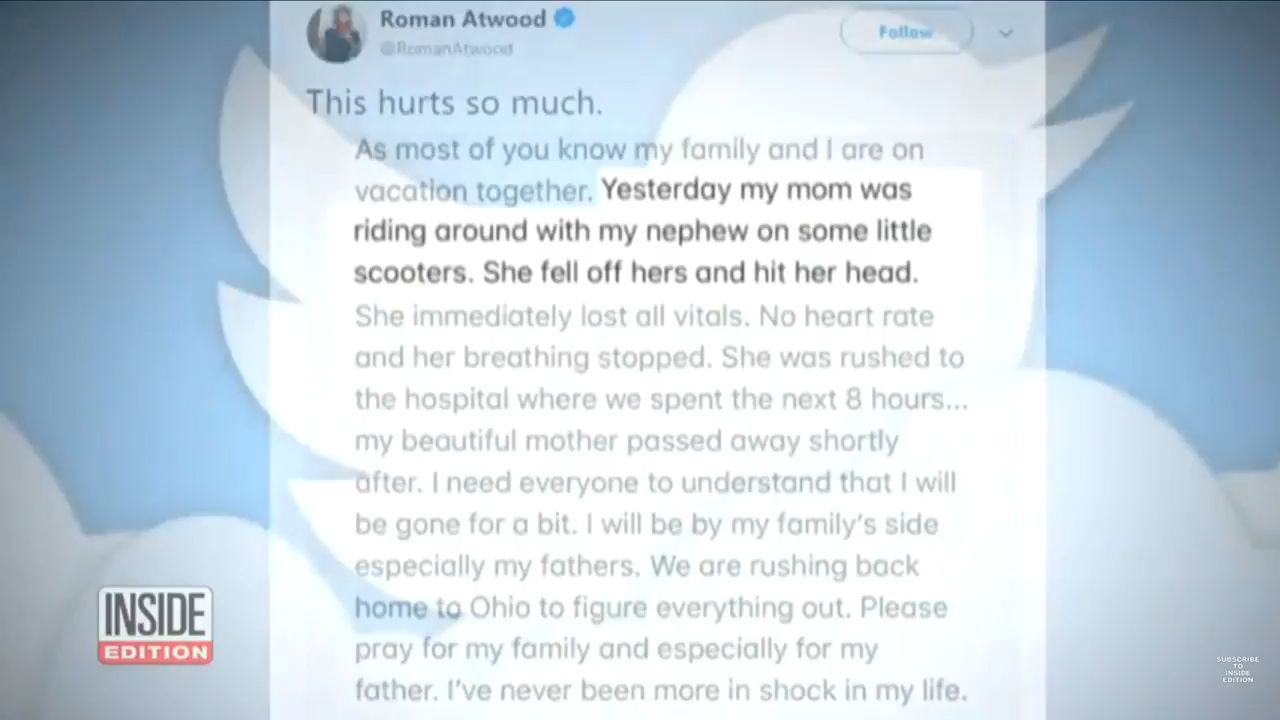 Roman Atwood
@RomanAtwood
Follow
This hurts so much.
As most of you know my family and I are on
vacation together. Yesterday my mom was
riding around with my nephew on some little
scooters. She fell off hers and hit her head.
She immediately lost all vitals. No heart rate
and her breathing stopped. She was rushed to
the hospital where we spent the next 8 hours...
my beautiful mother passed away shortly
after. I need everyone to understand that I will
be gone for a bit. I will be by my family's side
especially my fathers. We are rushing back
home to Ohio to figure everything out. Please
pray for my family and especially for my
father. I've never been more in shock in my life.
INSIDE
EDITION
SUBSCRIBE
TO
INSIDE
EDITION